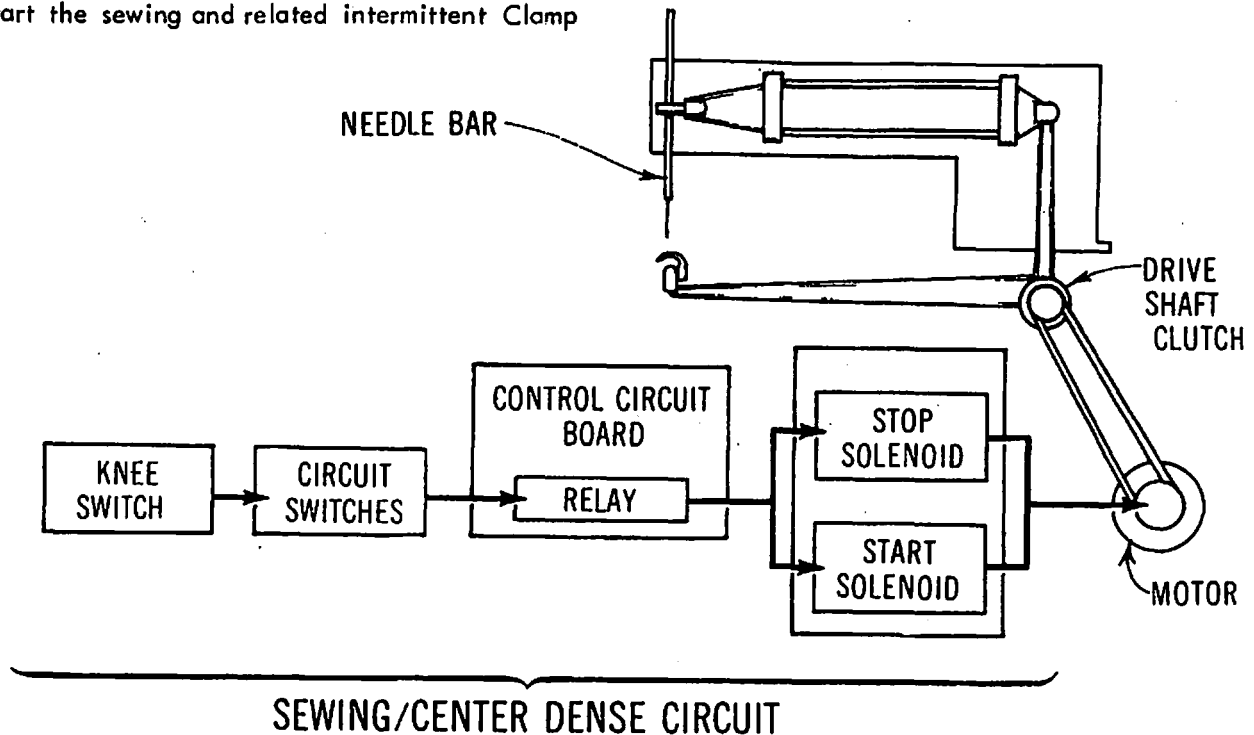 art the sewing and related intermittent Clamp
NEEDLE BAR
DRIVE
SHAFT
CLUTCH
CONTROL CIRCUIT
BOARD
RELAY
KNEE
SWITCH
CIRCUIT
SWITCHES
STOP
SOLENOID
START
SOLENOID
MOTOR
SEWING/CENTER DENSE CIRCUIT